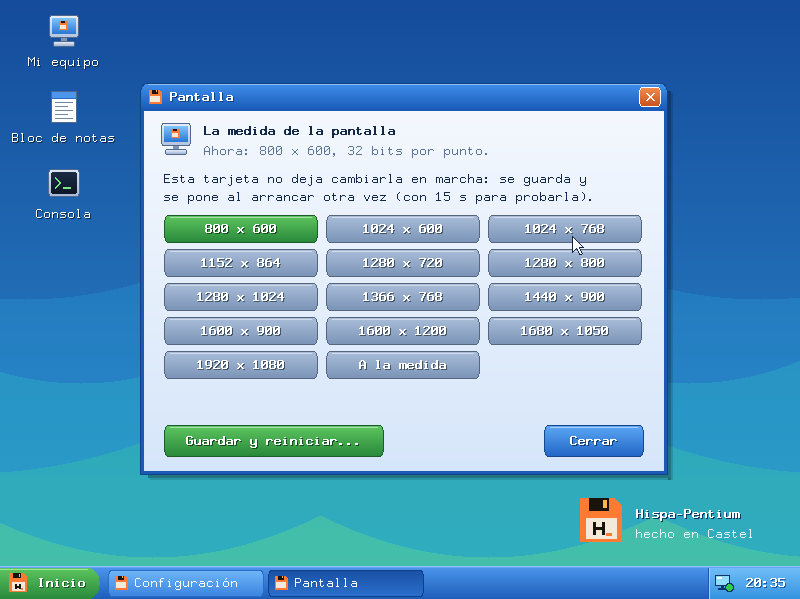 Mi equipo
Bloc de notas
Consola
Pantalla
La medida de la pantalla
Ahora: 800 x 600, 32 bits por punto.
Esta tarjeta no deja cambiarla en marcha: se guarda y
se pone al arrancar otra vez (con 15 s para probarla).
800 x 600
1024 x 600
1024 x 768
1152 x 864
1280 x 720
1280 x 800
1280 x 1024
1366 x 768
1440 x 900
1600 x 900
1600 x 1200
1680 x 1050
1920 x 1080
A la medida
Guardar y reiniciar...
Cerrar
H_
Hispa-Pentium
hecho en Castel
Inicio
Configuración
Pantalla
20:35